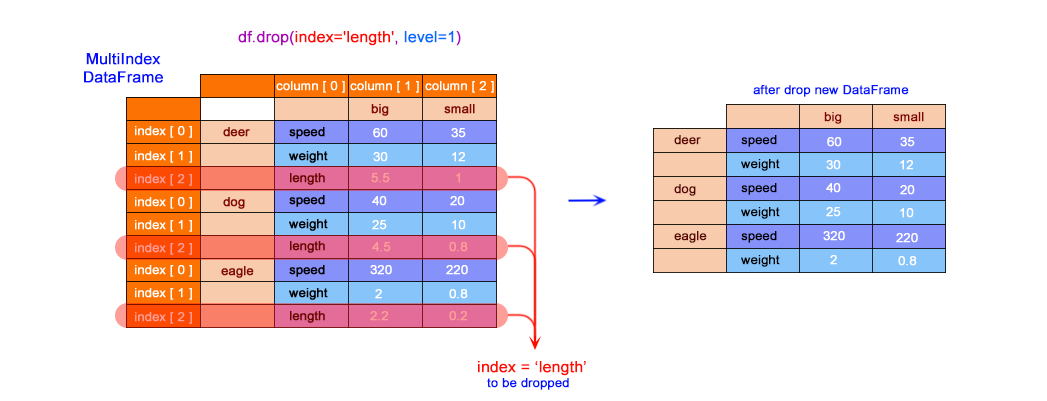 df.drop(index='length', level=1)
MultiIndex
DataFrame
column [ 0 ] column [ 1 ] column [ 2 ]
big small
index [ 0 ] deer speed 60 35
index [ 1 ] weight 30 12
index [ 2 ] length 5.5 1
index [ 0 ] dog speed 40 20
index [ 1 ] weight 25 10
index [ 2 ] length 4.5 0.8
index [ 0 ] eagle speed 320 220
index [ 1 ] weight 2 0.8
index [ 2 ] length 2.2 0.2
index = ‘length’
to be dropped
after drop new DataFrame
big small
deer speed 60 35
weight 30 12
dog speed 40 20
weight 25 10
eagle speed 320 220
weight 2 0.8